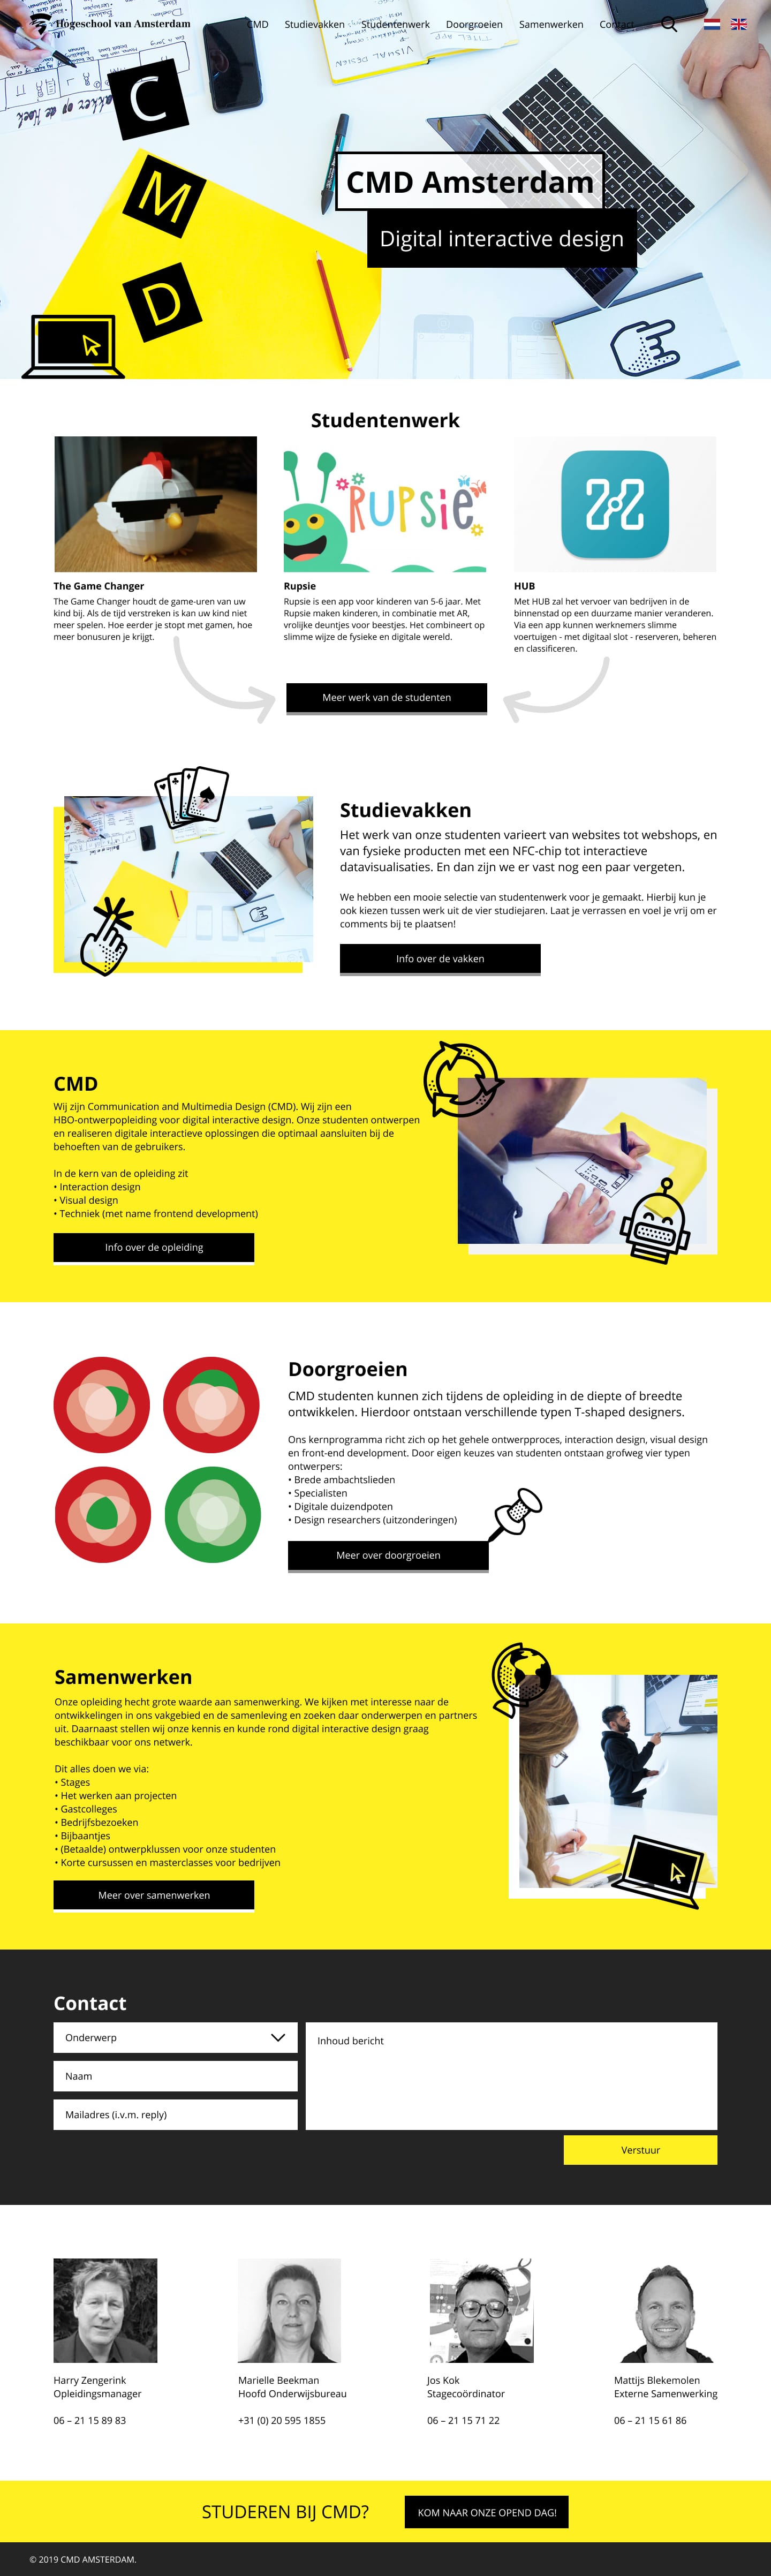 Hogeschool van Amsterdam
CMD Studievakken Studentenwerk Doorgroeien Samenwerken Contact
VISUAL DESIGN
C
M
D
CMD Amsterdam
Digital interactive design
Studentenwerk
RUPSiE
The Game Changer
The Game Changer houdt de game-uren van uw
kind bij. Als de tijd verstreken is kan uw kind niet
meer spelen. Hoe eerder je stopt met gamen, hoe
meer bonusuren je krijgt.
Rupsie
Rupsie is een app voor kinderen van 5-6 jaar. Met
Rupsie maken kinderen, in combinatie met AR,
vrolijke deuntjes voor beestjes. Het combineert op
slimme wijze de fysieke en digitale wereld.
HUB
Met HUB zal het vervoer van bedrijven in de
binnenstad op een duurzame manier veranderen.
Via een app kunnen werknemers slimme
voertuigen - met digitaal slot - reserveren, beheren
en classificeren.
Meer werk van de studenten
Studievakken
Het werk van onze studenten varieert van websites tot webshops, en
van fysieke producten met een NFC-chip tot interactieve
datavisualisaties. En dan zijn we er vast nog een paar vergeten.
We hebben een mooie selectie van studentenwerk voor je gemaakt. Hierbij kun je
ook kiezen tussen werk uit de vier studiejaren. Laat je verrassen en voel je vrij om er
comments bij te plaatsen!
Info over de vakken
CMD
Wij zijn Communication and Multimedia Design (CMD). Wij zijn een
HBO-ontwerpopleiding voor digital interactive design. Onze studenten ontwerpen
en realiseren digitale interactieve oplossingen die optimaal aansluiten bij de
behoeften van de gebruikers.
In de kern van de opleiding zit
• Interaction design
• Visual design
• Techniek (met name frontend development)
Info over de opleiding
Doorgroeien
CMD studenten kunnen zich tijdens de opleiding in de diepte of breedte
ontwikkelen. Hierdoor ontstaan verschillende typen T-shaped designers.
Ons kernprogramma richt zich op het gehele ontwerpproces, interaction design, visual design
en front-end development. Door eigen keuzes van studenten ontstaan grofweg vier typen
ontwerpers:
• Brede ambachtslieden
• Specialisten
• Digitale duizendpoten
• Design researchers (uitzonderingen)
Meer over doorgroeien
Samenwerken
Onze opleiding hecht grote waarde aan samenwerking. We kijken met interesse naar de
ontwikkelingen in ons vakgebied en de samenleving en zoeken daar onderwerpen en partners
uit. Daarnaast stellen wij onze kennis en kunde rond digital interactive design graag
beschikbaar voor ons netwerk.
Dit alles doen we via:
• Stages
• Het werken aan projecten
• Gastcolleges
• Bedrijfsbezoeken
• Bijbaantjes
• (Betaalde) ontwerpklussen voor onze studenten
• Korte cursussen en masterclasses voor bedrijven
Meer over samenwerken
Contact
Onderwerp
Naam
Mailadres (i.v.m. reply)
Inhoud bericht
Verstuur
Harry Zengerink
Opleidingsmanager
06 – 21 15 89 83
Marielle Beekman
Hoofd Onderwijsbureau
+31 (0) 20 595 1855
Jos Kok
Stagecoördinator
06 – 21 15 71 22
Mattijs Blekemolen
Externe Samenwerking
06 – 21 15 61 86
STUDEREN BIJ CMD?
KOM NAAR ONZE OPEND DAG!
© 2019 CMD AMSTERDAM.